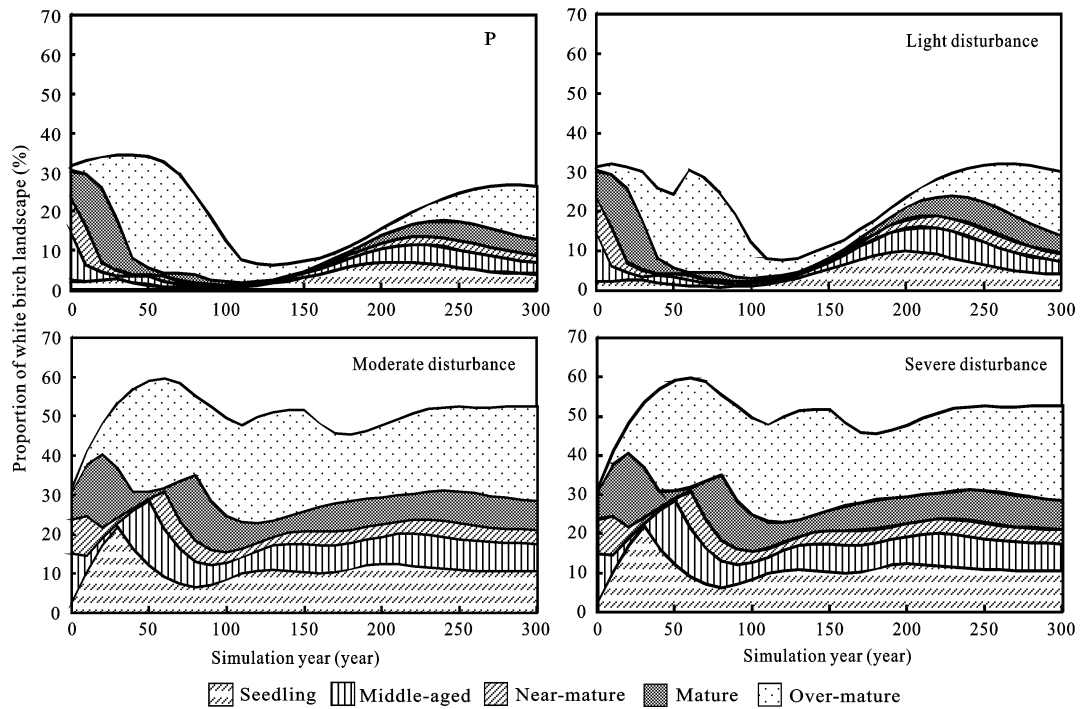 Proportion of white birch landscape (%)
P
70
60
50
40
30
20
10
0
0 50 100 150 200 250 300
Light disturbance
70
60
50
40
30
20
10
0
0 50 100 150 200 250 300
Moderate disturbance
70
60
50
40
30
20
10
0
0 50 100 150 200 250 300
Simulation year (year)
Severe disturbance
70
60
50
40
30
20
10
0
0 50 100 150 200 250 300
Simulation year (year)
Seedling Middle-aged Near-mature Mature Over-mature